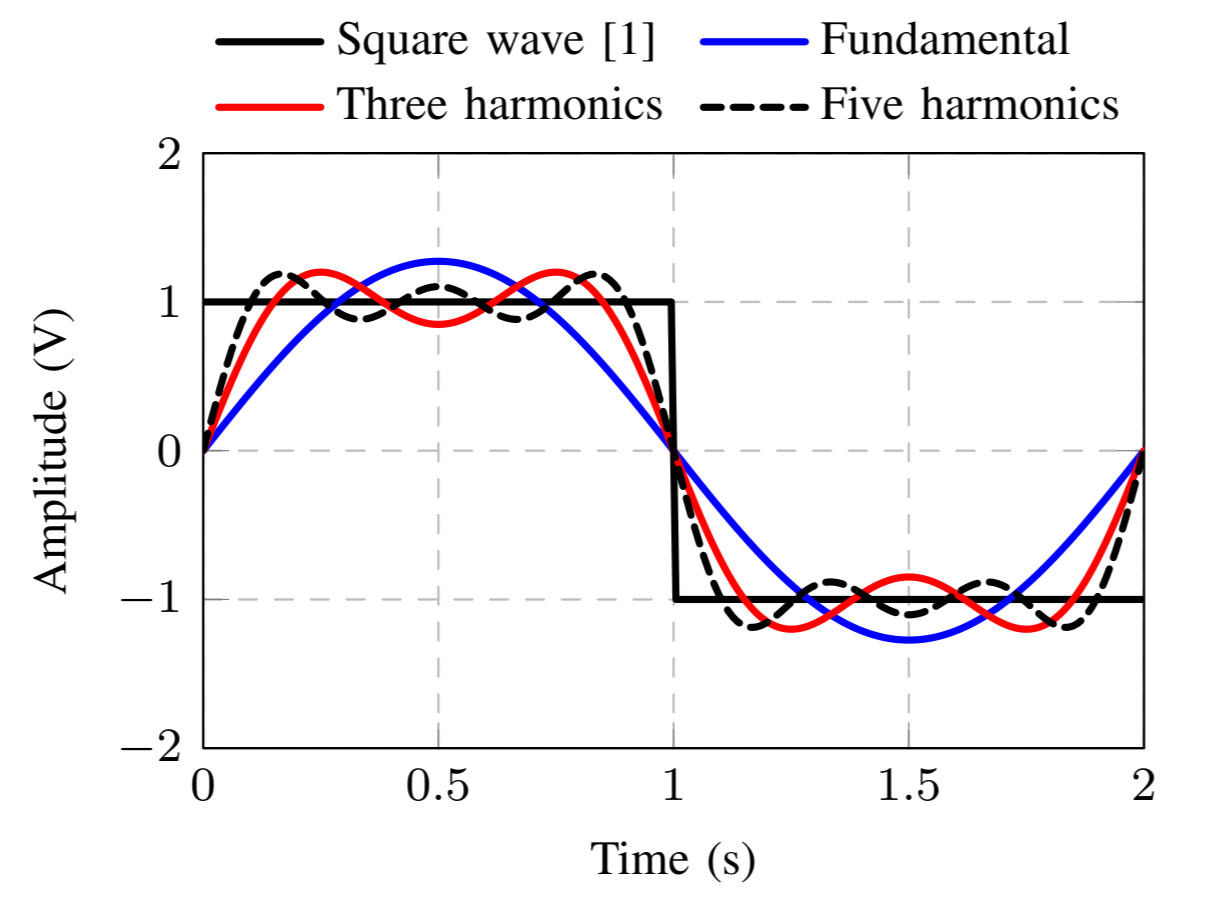 Square wave [1] Fundamental
Three harmonics Five harmonics
2
1
0
−1
−2
Amplitude (V)
0 0.5 1 1.5 2
Time (s)